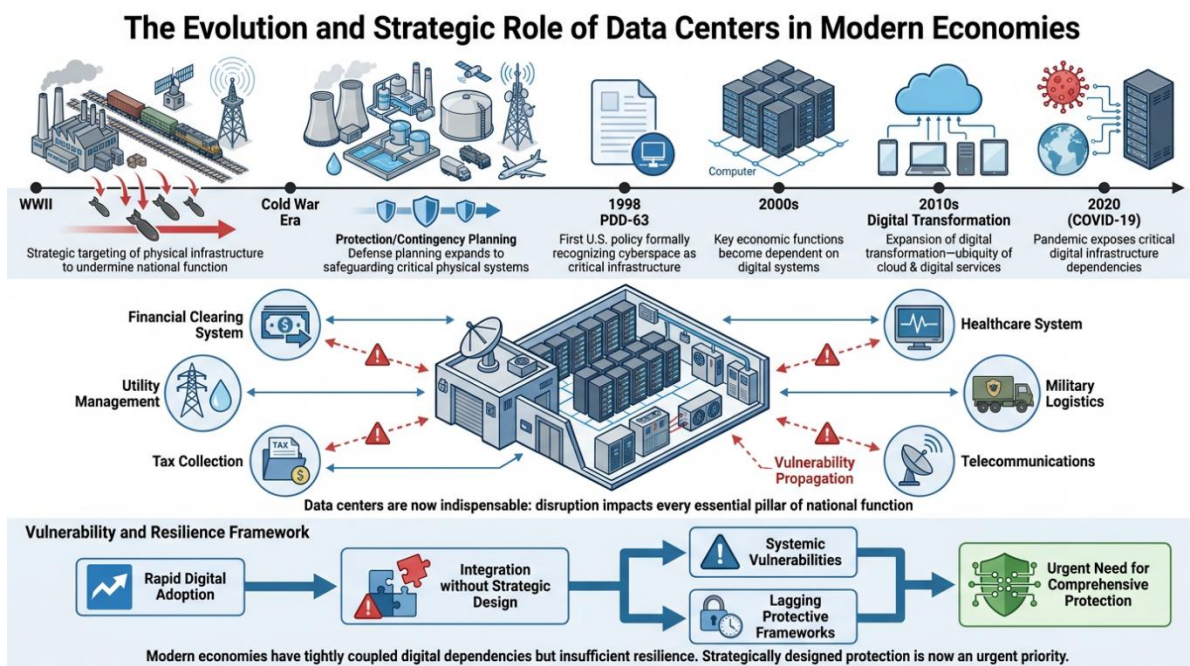 The Evolution and Strategic Role of Data Centers in Modern Economies
Computer
WWII
Strategic targeting of physical infrastructure
to undermine national function
Cold War
Era
Protection/Contingency Planning
Defense planning expands to
safeguarding critical physical systems
1998
PDD-63
First U.S. policy formally
recognizing cyberspace as
critical infrastructure
2000s
Key economic functions
become dependent on
digital systems
2010s
Digital Transformation
Expansion of digital
transformation—ubiquity of
cloud & digital services
2020
(COVID-19)
Pandemic exposes critical
digital infrastructure
dependencies
Financial Clearing
System
Utility
Management
TAX
Tax Collection
Healthcare System
Military
Logistics
Telecommunications
Vulnerability
Propagation
Data centers are now indispensable: disruption impacts every essential pillar of national function
Vulnerability and Resilience Framework
Rapid Digital
Adoption
Integration
without Strategic
Design
Systemic
Vulnerabilities
Lagging
Protective
Frameworks
Urgent Need for
Comprehensive
Protection
Modern economies have tightly coupled digital dependencies but insufficient resilience. Strategically designed protection is now an urgent priority.